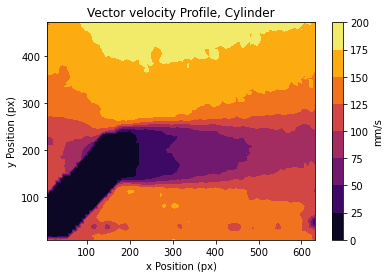 Vector velocity Profile, Cylinder
400
300
200
100
y Position (px)
100 200 300 400 500 600
x Position (px)
200
175
150
125
100
75
50
25
0
mm/s